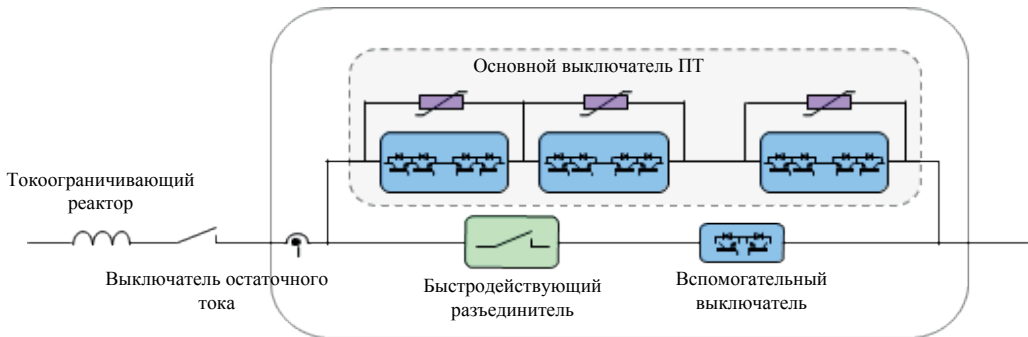 Основной выключатель ПТ
Токоограничивающий
реактор
Выключатель остаточного
тока
Быстродействующий
разъединитель
Вспомогательный
выключатель